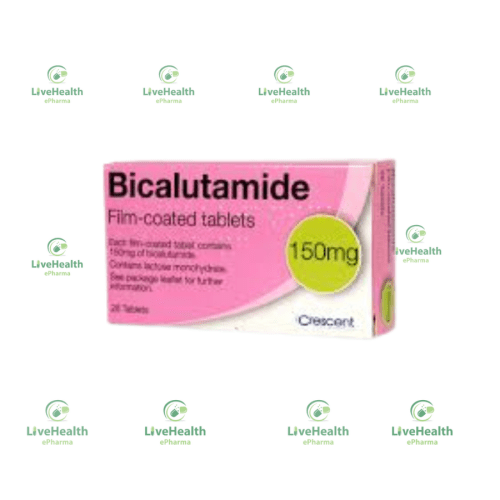 LiveHealth
ePharma
LiveHealth
ePharma
LiveHealth
ePharma
LiveHealth
ePharma
Bicalutamide
Film-coated tablets
Each film-coated tablet contains
150mg of bicalutamide.
Contains lactose monohydrate.
See package leaflet for further
information.
28 Tablets
150mg
Crescent
LiveHealth
ePharma
LiveHealth
ePharma
LiveHealth
ePharma
LiveHealth
ePharma
LiveHealth
ePharma
LiveHealth
ePharma